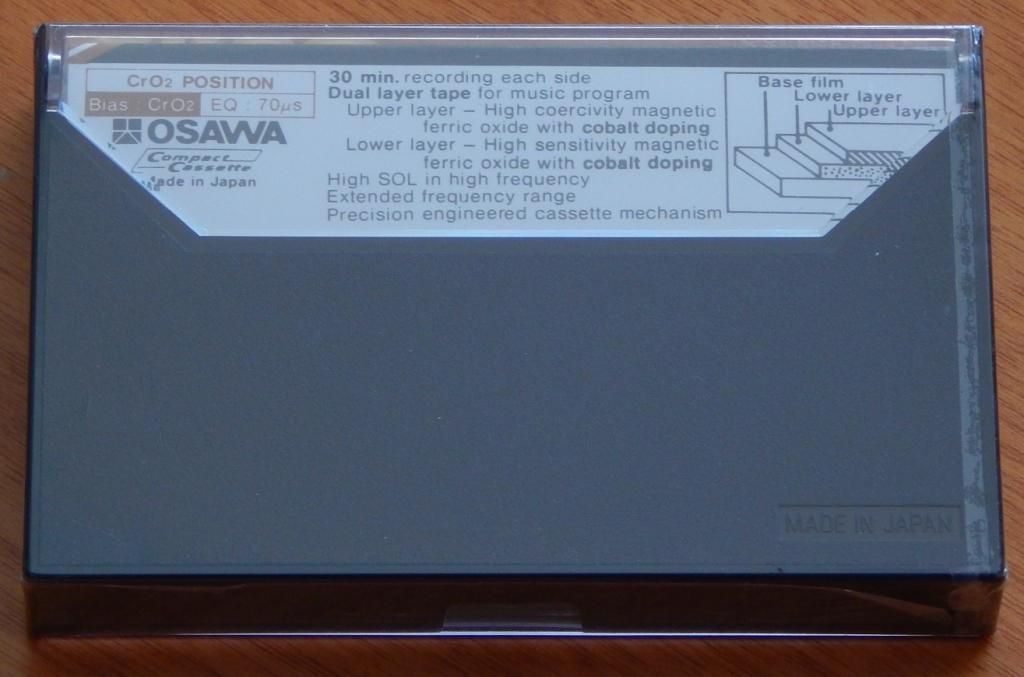 CrO2 POSITION
Bias : CrO2 EQ : 70µs
OSAWA
Compact
Cassette
Made in Japan
30 min. recording each side
Dual layer tape for music program
Upper layer – High coercivity magnetic
ferric oxide with cobalt doping
Lower layer – High sensitivity magnetic
ferric oxide with cobalt doping
High SOL in high frequency
Extended frequency range
Precision engineered cassette mechanism
Base film
Lower layer
Upper layer
MADE IN JAPAN